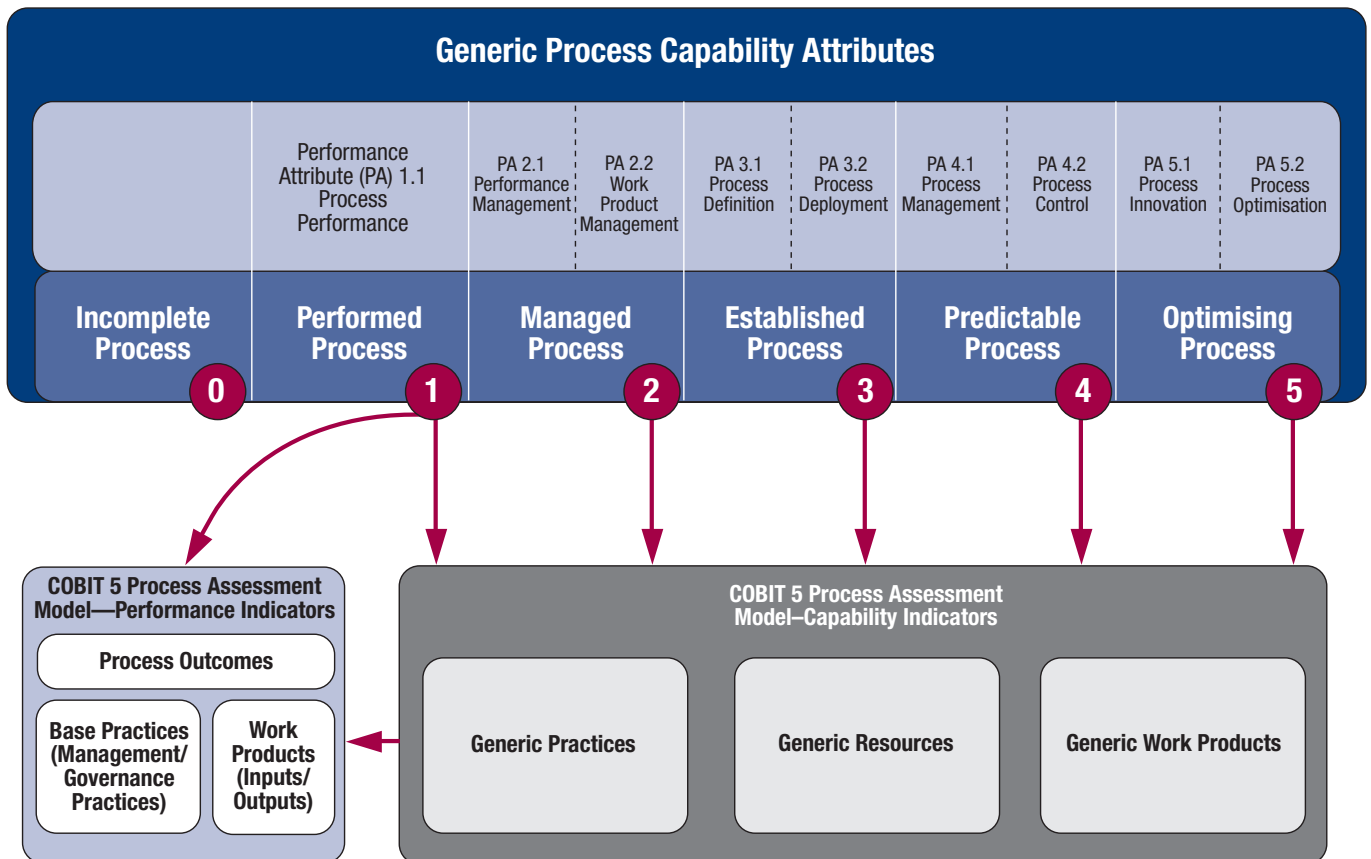 Generic Process Capability Attributes
Performance
Attribute (PA) 1.1
Process
Performance
PA 2.1
Performance
Management
PA 2.2
Work
Product
Management
PA 3.1
Process
Definition
PA 3.2
Process
Deployment
PA 4.1
Process
Management
PA 4.2
Process
Control
PA 5.1
Process
Innovation
PA 5.2
Process
Optimisation
Incomplete
Process
0
Performed
Process
1
Managed
Process
2
Established
Process
3
Predictable
Process
4
Optimising
Process
5
COBIT 5 Process Assessment
Model—Performance Indicators
Process Outcomes
Base Practices
(Management/
Governance
Practices)
Work
Products
(Inputs/
Outputs)
COBIT 5 Process Assessment
Model–Capability Indicators
Generic Practices
Generic Resources
Generic Work Products